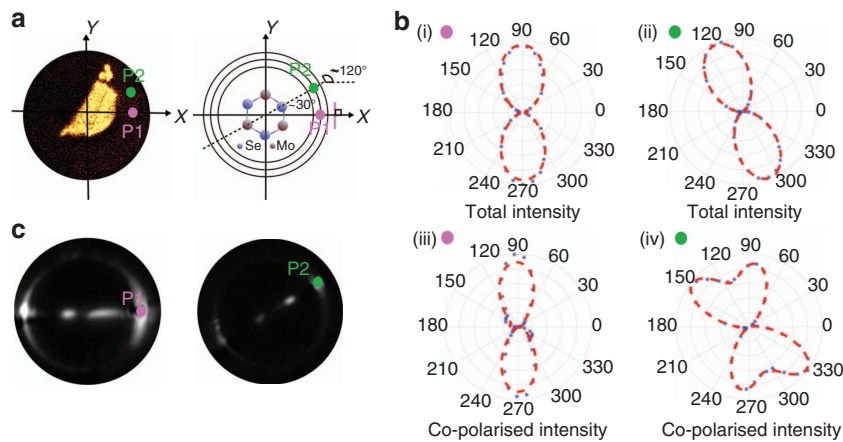 a
Y
P2
P1
X
Y
P2
~120°
~30°
P1
X
Se
Mo
b
(i)
90
120
60
150
30
180
0
210
330
240
300
270
Total intensity
(ii)
90
120
60
150
30
180
0
210
330
240
300
270
Total intensity
c
P1
P2
(iii)
90
120
60
150
30
180
0
210
330
240
300
270
Co-polarised intensity
(iv)
90
120
60
150
30
180
0
210
330
240
300
270
Co-polarised intensity